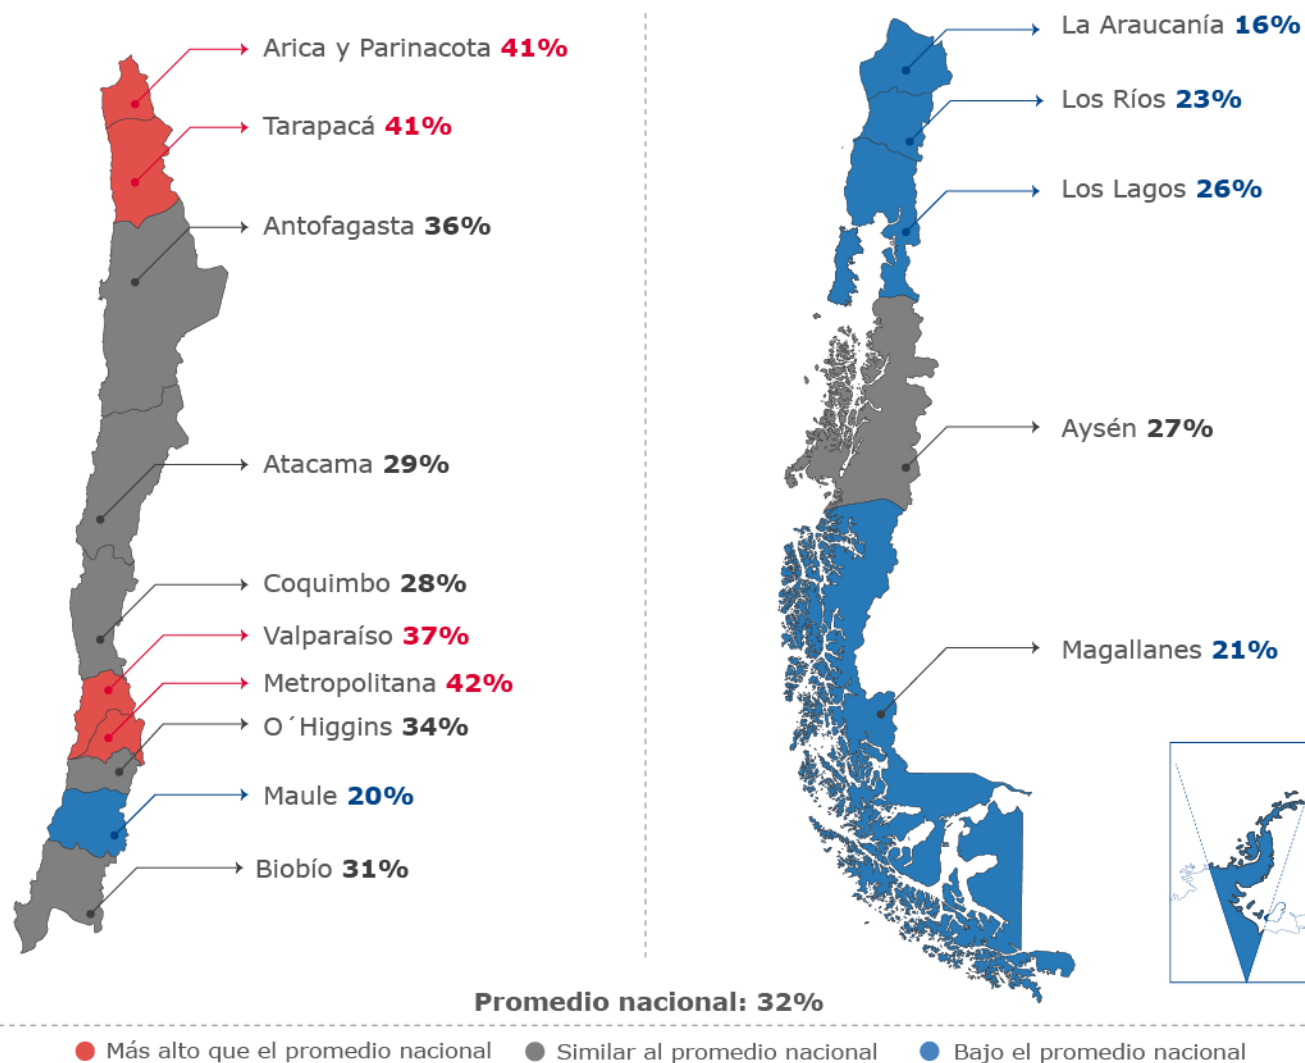 Arica y Parinacota 41%
Tarapacá 41%
Antofagasta 36%
Atacama 29%
Coquimbo 28%
Valparaíso 37%
Metropolitana 42%
O´Higgins 34%
Maule 20%
Biobío 31%
La Araucanía 16%
Los Ríos 23%
Los Lagos 26%
Aysén 27%
Magallanes 21%
Promedio nacional: 32%
Más alto que el promedio nacional
Similar al promedio nacional
Bajo el promedio nacional